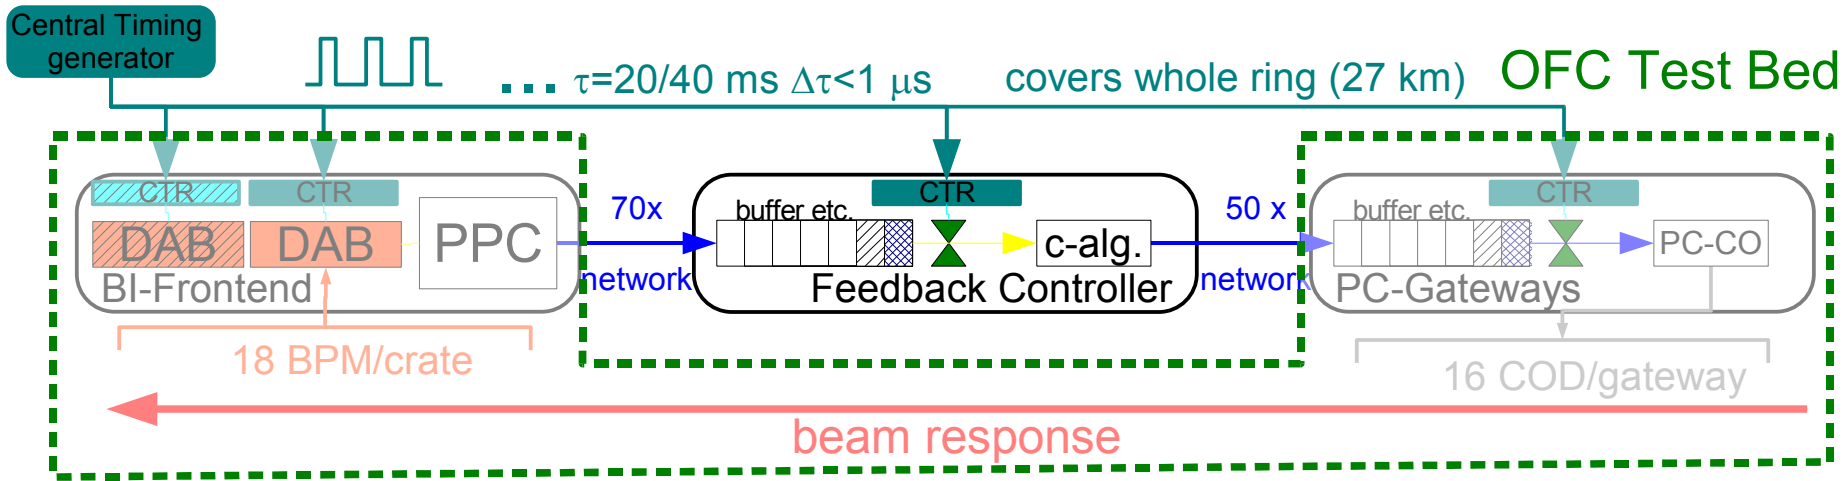 Central Timing
generator
... τ=20/40 ms Δτ<1 μs
covers whole ring (27 km)
OFC Test Bed
CTR
CTR
DAB
DAB
PPC
BI-Frontend
18 BPM/crate
70x
network
CTR
buffer etc.
c-alg.
Feedback Controller
50 x
network
CTR
buffer etc.
PC-CO
PC-Gateways
16 COD/gateway
beam response